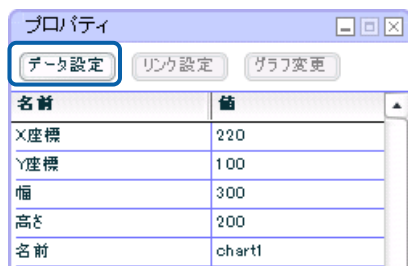 プロパティ
データ設定 リンク設定 グラフ変更
名前 値
X座標 220
Y座標 100
幅 300
高さ 200
名前 chart1